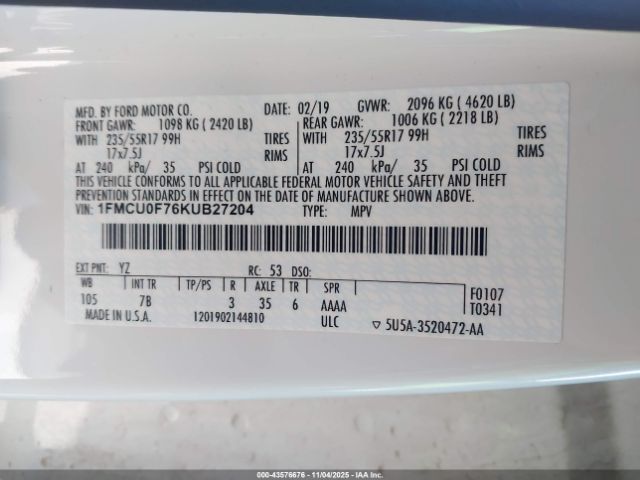 MFD. BY FORD MOTOR CO. DATE: 02/19 GVWR: 2096 KG ( 4620 LB)
FRONT GAWR: 1098 KG ( 2420 LB) REAR GAWR: 1006 KG ( 2218 LB)
WITH 235/55R17 99H TIRES WITH 235/55R17 99H TIRES
17x7.5J RIMS 17x7.5J RIMS
AT 240 kPa/ 35 PSI COLD AT 240 kPa/ 35 PSI COLD
THIS VEHICLE CONFORMS TO ALL APPLICABLE FEDERAL MOTOR VEHICLE SAFETY AND THEFT
PREVENTION STANDARDS IN EFFECT ON THE DATE OF MANUFACTURE SHOWN ABOVE.
VIN: 1FMCU0F76KUB27204 TYPE: MPV
EXT PNT: YZ RC: 53 DSO:
WB INT TR TP/PS R AXLE TR SPR
105 7B 3 35 6 AAAA
F0107
T0341
MADE IN U.S.A. 1201902144810 ULC ▽ 5U5A-3520472-AA
000-43576676 - 11/04/2025 - IAA, Inc.